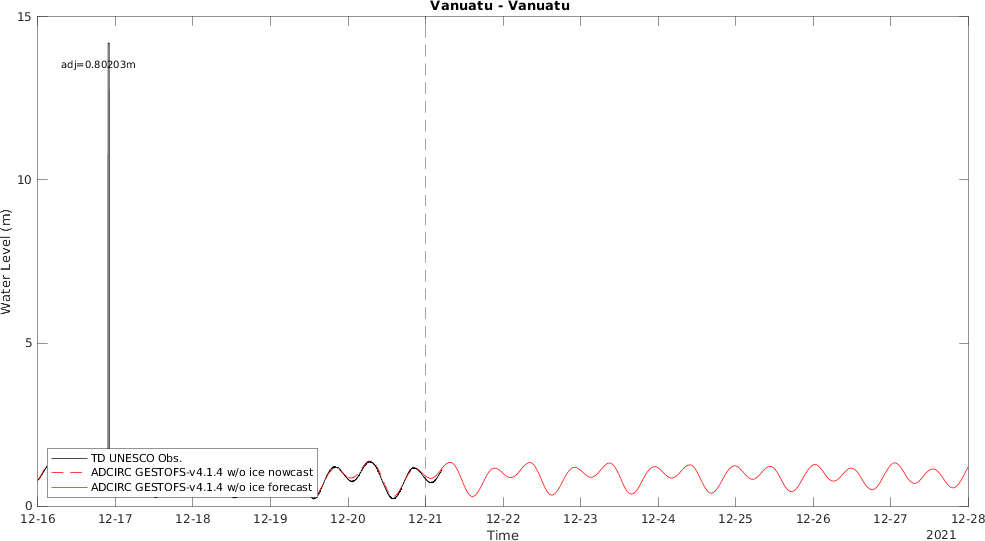 Vanuatu - Vanuatu
15
adj=0.80203m
10
Water Level (m)
5
TD UNESCO Obs.
ADCIRC GESTOFS-v4.1.4 w/o ice nowcast
ADCIRC GESTOFS-v4.1.4 w/o ice forecast
0
12-16 12-17 12-18 12-19 12-20 12-21 12-22 12-23 12-24 12-25 12-26 12-27 12-28
Time
2021